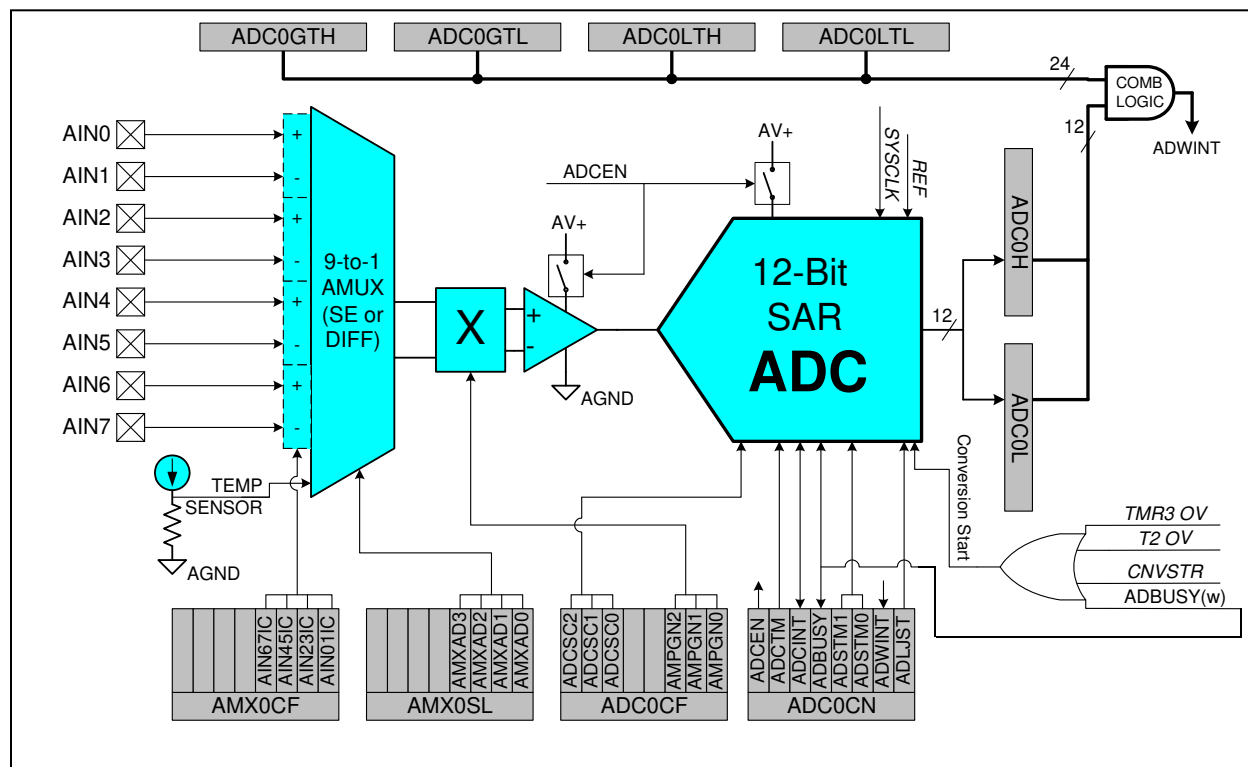 ADC0GTH
ADC0GTL
ADC0LTH
ADC0LTL
24
COMB
LOGIC
12
ADWINT
AIN0
AIN1
AIN2
AIN3
AIN4
AIN5
AIN6
AIN7
+
-
+
-
+
-
+
-
9-to-1
AMUX
(SE or
DIFF)
X
+
-
AV+
AGND
ADCEN
AV+
SYSCLK
REF
12-Bit
SAR
ADC
12
ADC0H
ADC0L
TEMP
SENSOR
AGND
Conversion Start
TMR3 OV
T2 OV
CNVSTR
ADBUSY(w)
AIN67IC
AIN45IC
AIN23IC
AIN01IC
AMX0CF
AMXAD3
AMXAD2
AMXAD1
AMXAD0
AMX0SL
ADCSC2
ADCSC1
ADCSC0
AMPGN2
AMPGN1
AMPGN0
ADC0CF
ADCEN
ADCTM
ADCINT
ADBUSY
ADSTM1
ADSTM0
ADWINT
ADLJST
ADC0CN